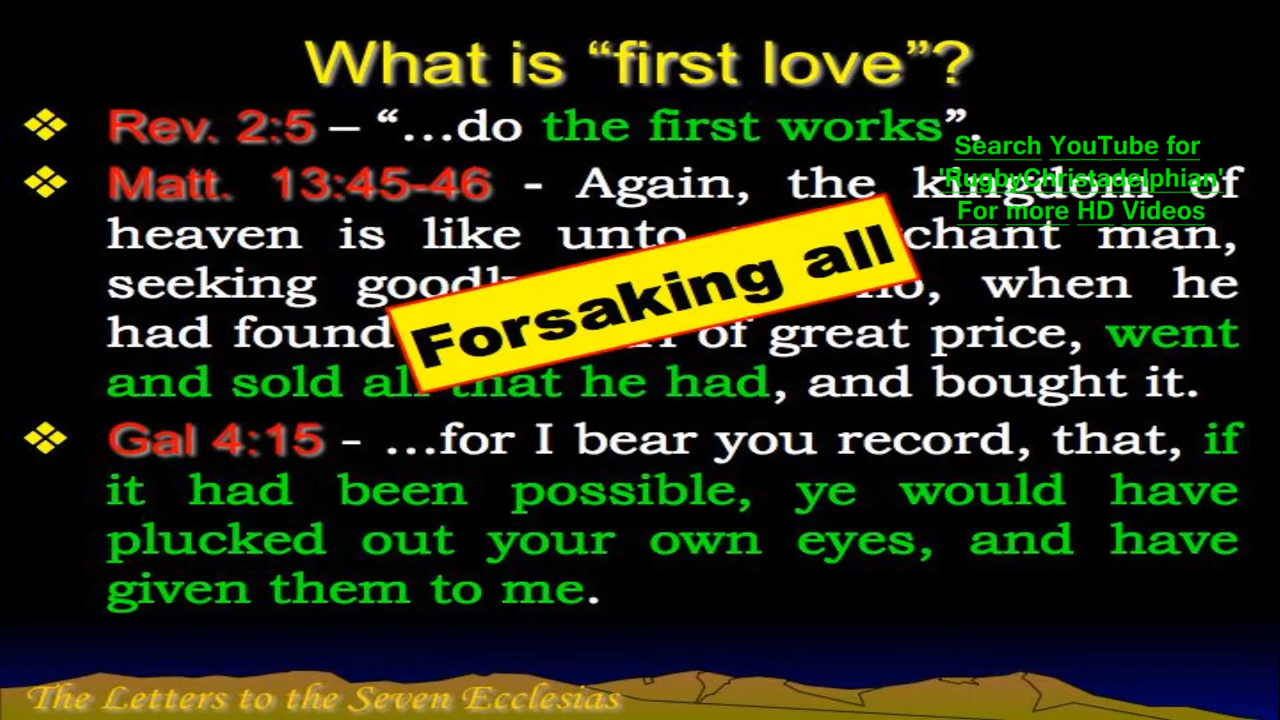 What is “first love”?
❖ Rev. 2:5 – “...do the first works”.
Search YouTube for
'RugbyChristadelphian'
For more HD Videos
❖ Matt. 13:45-46 - Again, the kingdom of
heaven is like unto chant man,
seeking when he
had found of great price, went
and sold all that he had, and bought it.
Forsaking all
❖ Gal 4:15 - ...for I bear you record, that, if
it had been possible, ye would have
plucked out your own eyes, and have
given them to me.
The Letters to the Seven Ecclesias